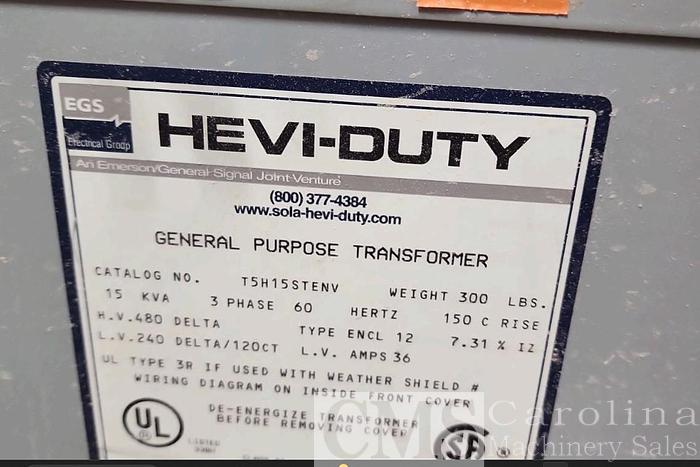 EGS
Electrical Group
HEVI-DUTY
An Emerson/General Signal Joint Venture
(800) 377-4384
www.sola-hevi-duty.com
GENERAL PURPOSE TRANSFORMER
CATALOG NO. T5H15STENV WEIGHT 300 LBS.
15 KVA 3 PHASE 60 HERTZ 150 C RISE
H.V.480 DELTA TYPE ENCL 12 7.31 % IZ
L.V.240 DELTA/120CT L.V. AMPS 36
UL TYPE 3R IF USED WITH WEATHER SHIELD #
WIRING DIAGRAM ON INSIDE FRONT COVER
DE-ENERGIZE TRANSFORMER
BEFORE REMOVING COVER
UL
LISTED
SA
CMS Carolina
Machinery Sales